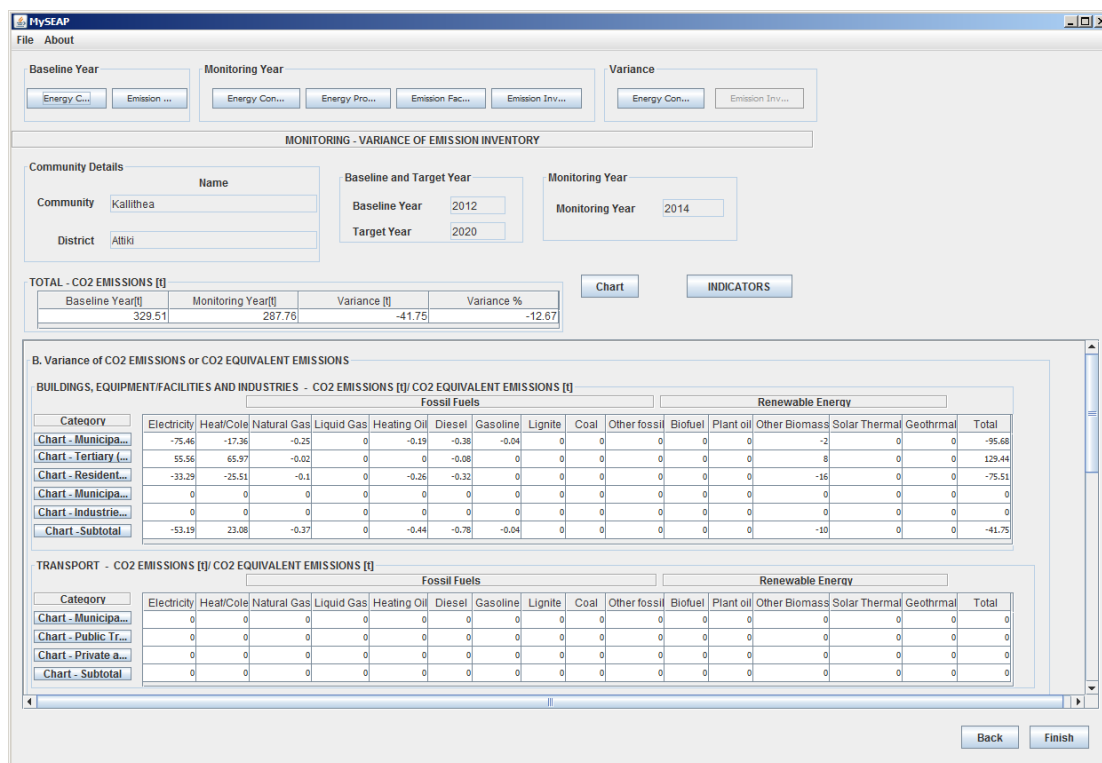 MySEAP
File About
Baseline Year Monitoring Year Variance
Energy C... Emission ... Energy Con... Energy Pro... Emission Fac... Emission Inv... Energy Con... Emission Inv...
MONITORING - VARIANCE OF EMISSION INVENTORY
Community Details
Name
Community Kallithea
District Attiki
Baseline and Target Year
Baseline Year 2012
Target Year 2020
Monitoring Year
Monitoring Year 2014
TOTAL - CO2 EMISSIONS [t]
Baseline Year[t] Monitoring Year[t] Variance [t] Variance %
329.51 287.76 -41.75 -12.67
Chart INDICATORS
B. Variance of CO2 EMISSIONS or CO2 EQUIVALENT EMISSIONS
BUILDINGS, EQUIPMENT/FACILITIES AND INDUSTRIES - CO2 EMISSIONS [t]/ CO2 EQUIVALENT EMISSIONS [t]
Fossil Fuels Renewable Energy
Category Electricity Heat/Cole Natural Gas Liquid Gas Heating Oil Diesel Gasoline Lignite Coal Other fossil Biofuel Plant oil Other Biomass Solar Thermal Geothrmal Total
Chart - Municipa... -75.46 -17.36 -0.25 0 -0.19 -0.38 -0.04 0 0 0 0 0 -2 0 0 -95.68
Chart - Tertiary (... 55.56 65.97 -0.02 0 0 -0.08 0 0 0 0 0 0 8 0 0 129.44
Chart - Resident... -33.29 -25.51 -0.1 0 -0.26 -0.32 0 0 0 0 0 0 -16 0 0 -75.51
Chart - Municipa... 0 0 0 0 0 0 0 0 0 0 0 0 0 0 0 0
Chart - Industrie... 0 0 0 0 0 0 0 0 0 0 0 0 0 0 0 0
Chart -Subtotal -53.19 23.08 -0.37 0 -0.44 -0.78 -0.04 0 0 0 0 0 -10 0 0 -41.75
TRANSPORT - CO2 EMISSIONS [t]/ CO2 EQUIVALENT EMISSIONS [t]
Fossil Fuels Renewable Energy
Category Electricity Heat/Cole Natural Gas Liquid Gas Heating Oil Diesel Gasoline Lignite Coal Other fossil Biofuel Plant oil Other Biomass Solar Thermal Geothrmal Total
Chart - Municipa... 0 0 0 0 0 0 0 0 0 0 0 0 0 0 0 0
Chart - Public Tr... 0 0 0 0 0 0 0 0 0 0 0 0 0 0 0 0
Chart - Private a... 0 0 0 0 0 0 0 0 0 0 0 0 0 0 0 0
Chart - Subtotal 0 0 0 0 0 0 0 0 0 0 0 0 0 0 0 0
Back Finish